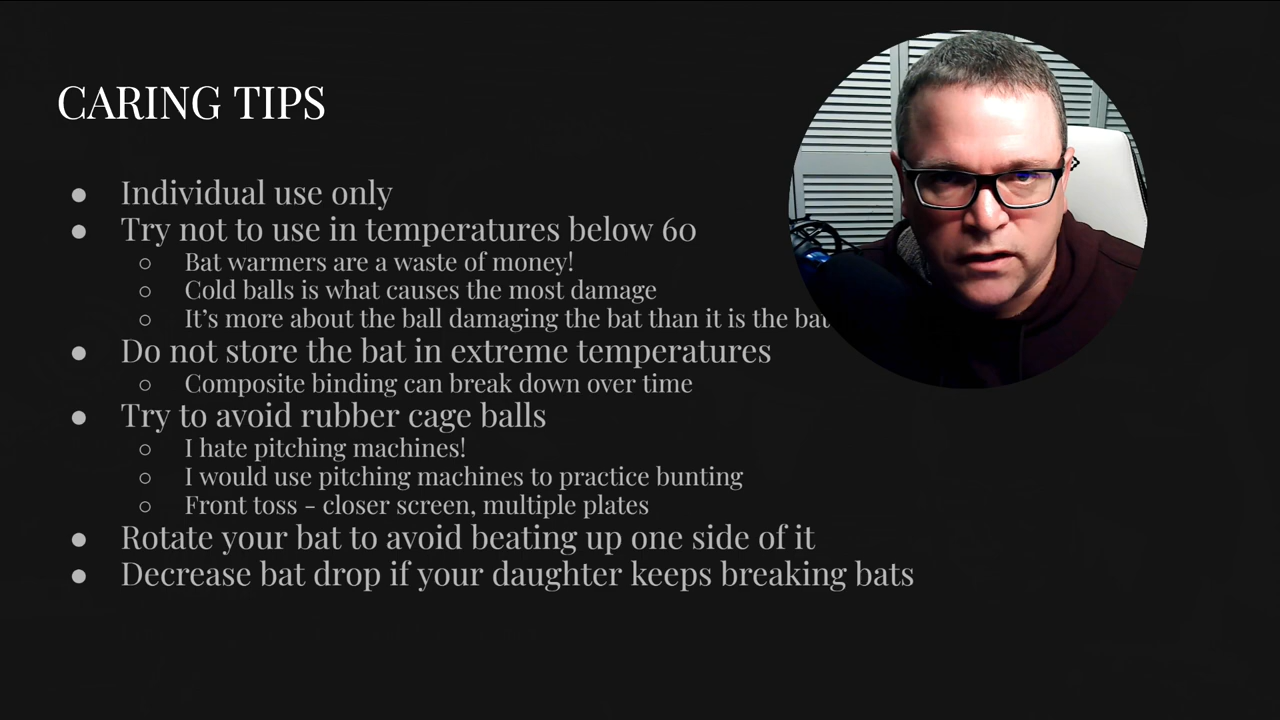 CARING TIPS
● Individual use only
● Try not to use in temperatures below 60
○ Bat warmers are a waste of money!
○ Cold balls is what causes the most damage
○ It's more about the ball damaging the bat than it is the bat
● Do not store the bat in extreme temperatures
○ Composite binding can break down over time
● Try to avoid rubber cage balls
○ I hate pitching machines!
○ I would use pitching machines to practice bunting
○ Front toss - closer screen, multiple plates
● Rotate your bat to avoid beating up one side of it
● Decrease bat drop if your daughter keeps breaking bats